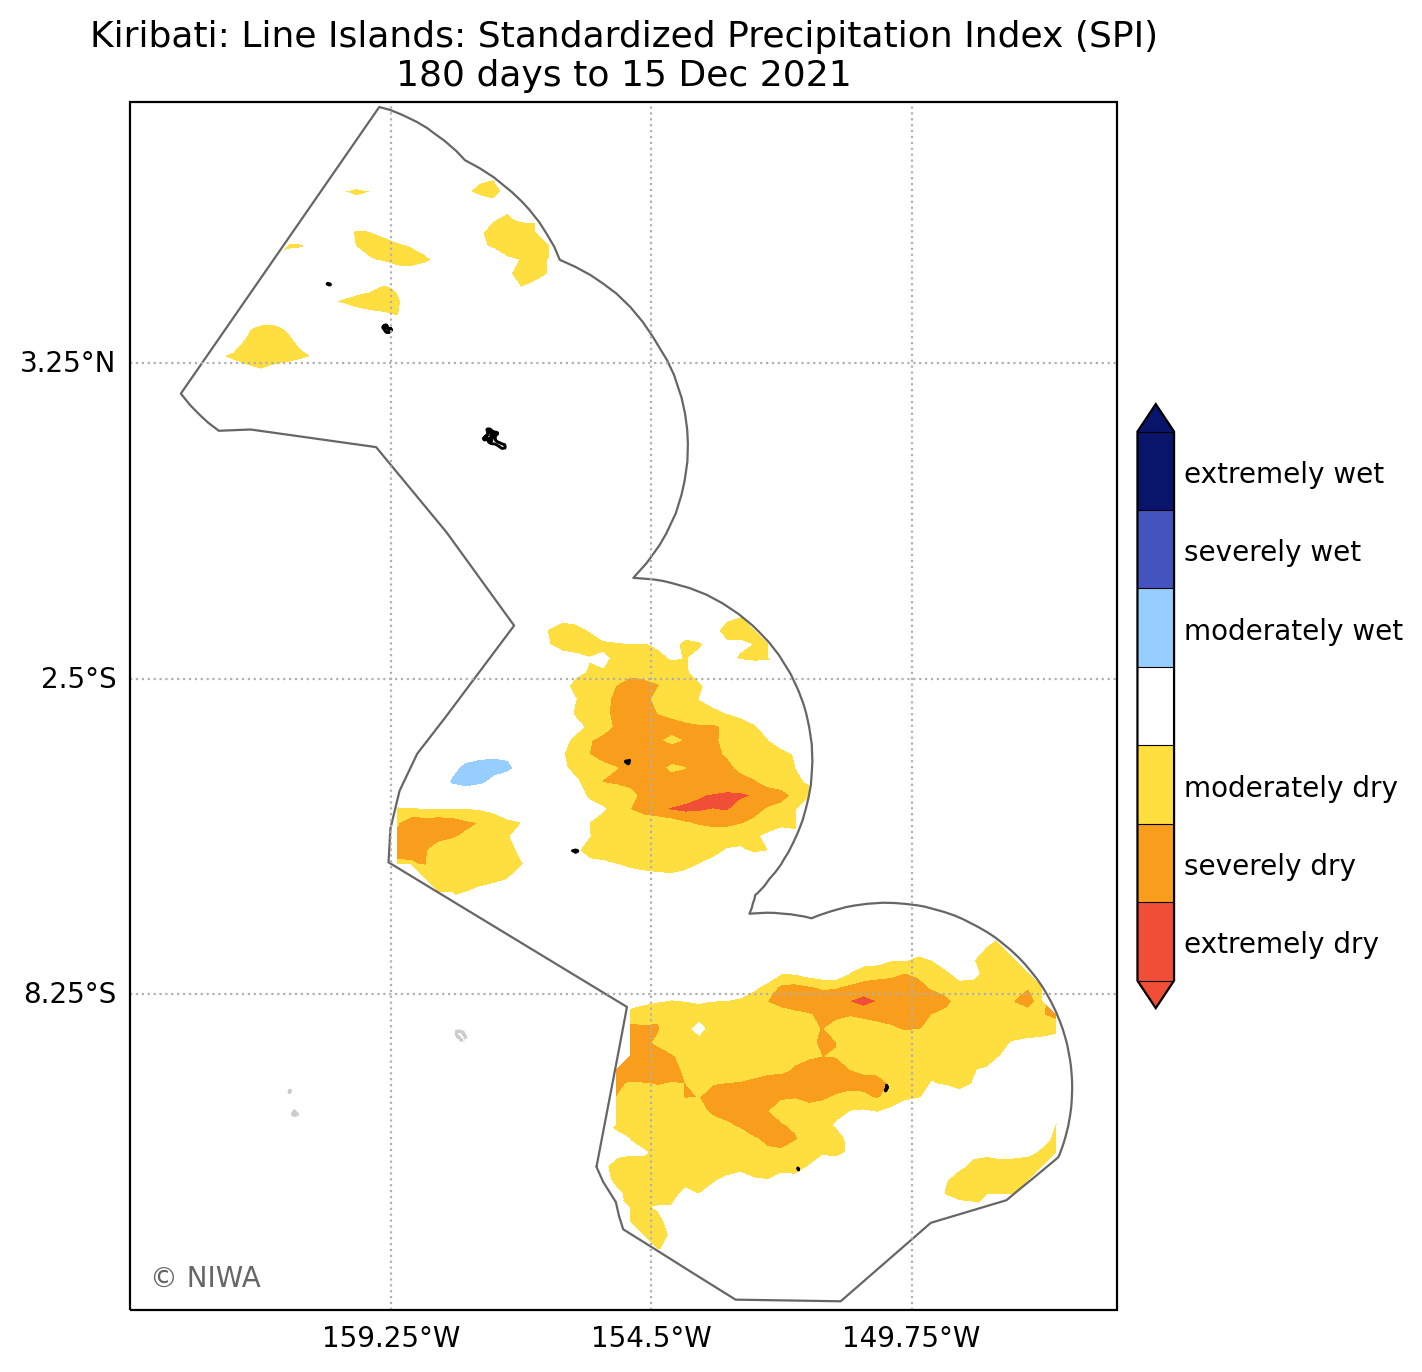 Kiribati: Line Islands: Standardized Precipitation Index (SPI)
180 days to 15 Dec 2021
3.25°N
2.5°S
8.25°S
159.25°W
154.5°W
149.75°W
extremely wet
severely wet
moderately wet
moderately dry
severely dry
extremely dry
© NIWA